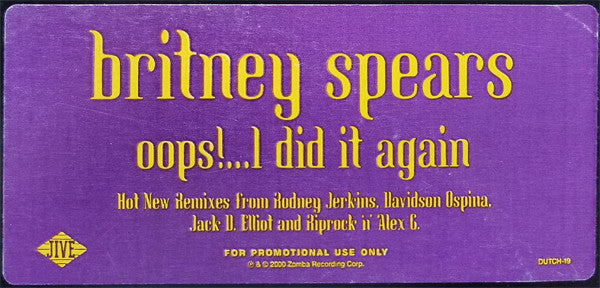 britney spears
oops!...I did it again
Hot New Remixes from Rodney Jerkins, Davidson Ospina,
Jack D. Elliot and Riprock n' Alex G.
JIVE
FOR PROMOTIONAL USE ONLY
℗ & © 2000 Zomba Recording Corp.
DUTCH-19